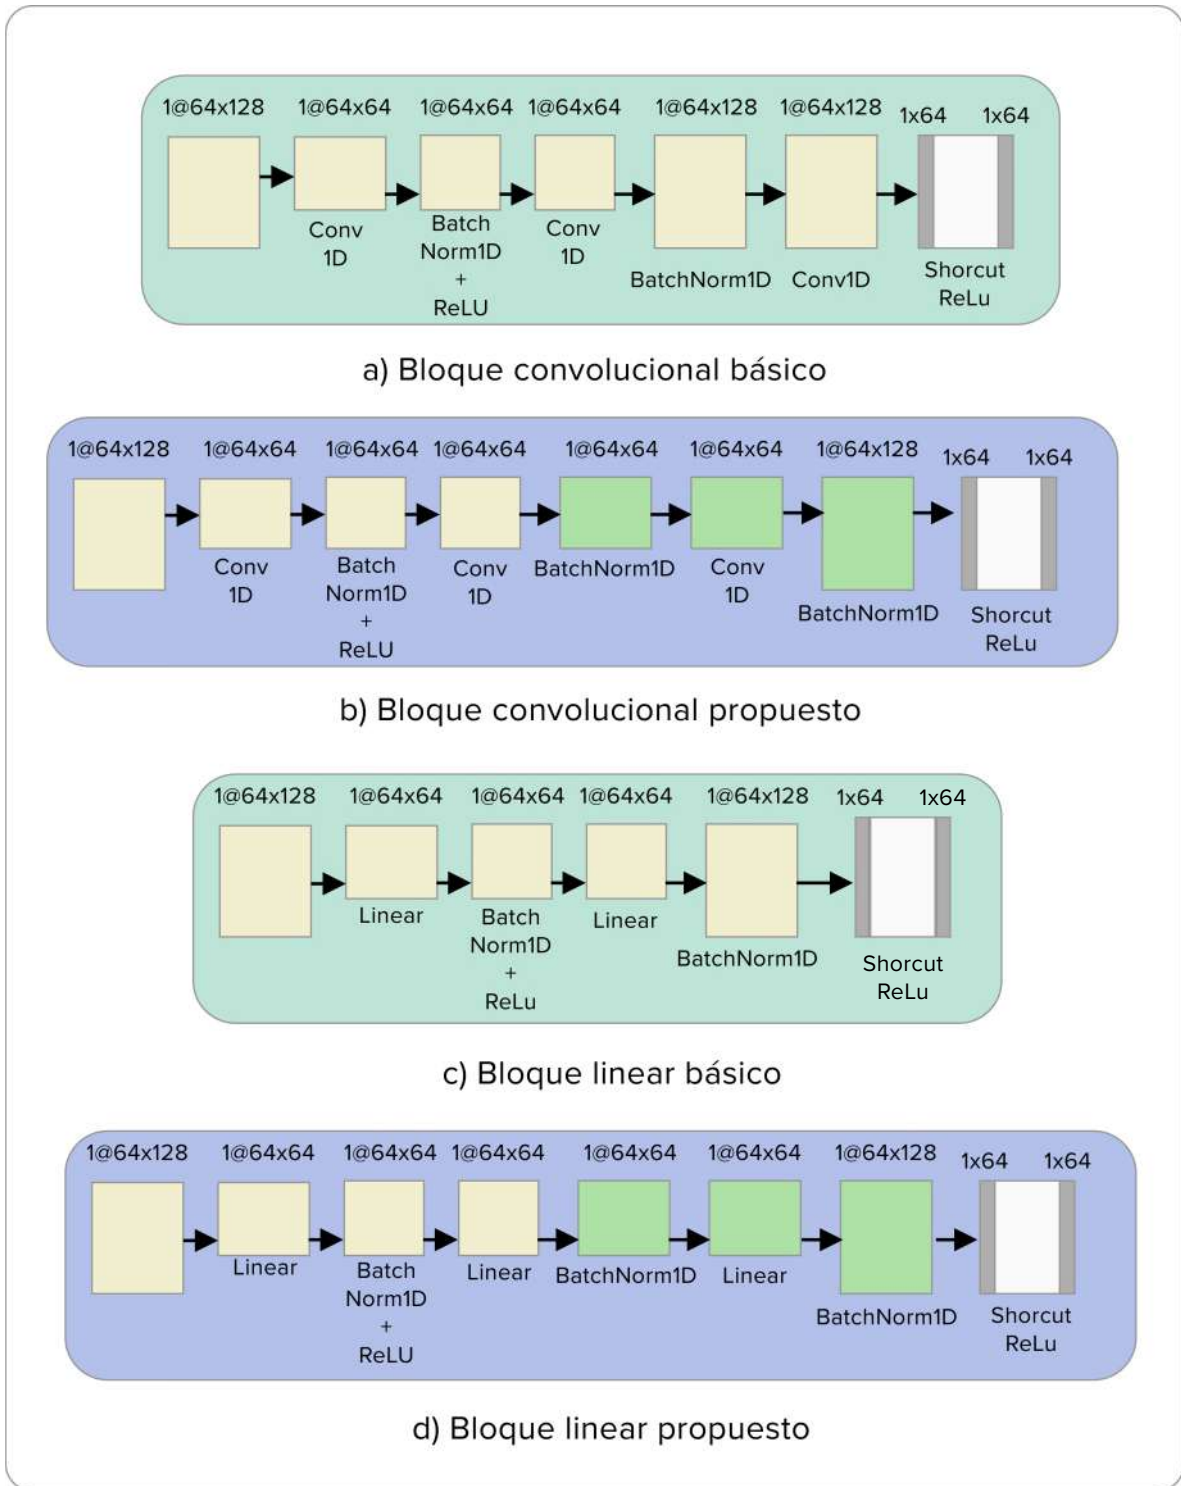 1@64x128 1@64x64 1@64x64 1@64x64 1@64x128 1@64x128 1x64 1x64
Conv
1D
Batch
Norm1D
+
ReLU
Conv
1D
BatchNorm1D
Conv1D
Shorcut
ReLu
a) Bloque convolucional básico
1@64x128 1@64x64 1@64x64 1@64x64 1@64x64 1@64x64 1@64x128 1x64 1x64
Conv
1D
Batch
Norm1D
+
ReLU
Conv
1D
BatchNorm1D
Conv
1D
BatchNorm1D
Shorcut
ReLu
b) Bloque convolucional propuesto
1@64x128 1@64x64 1@64x64 1@64x64 1@64x128 1x64 1x64
Linear
Batch
Norm1D
+
ReLu
Linear
BatchNorm1D
Shorcut
ReLu
c) Bloque linear básico
1@64x128 1@64x64 1@64x64 1@64x64 1@64x64 1@64x64 1@64x128 1x64 1x64
Linear
Batch
Norm1D
+
ReLU
Linear
BatchNorm1D
Linear
BatchNorm1D
Shorcut
ReLu
d) Bloque linear propuesto